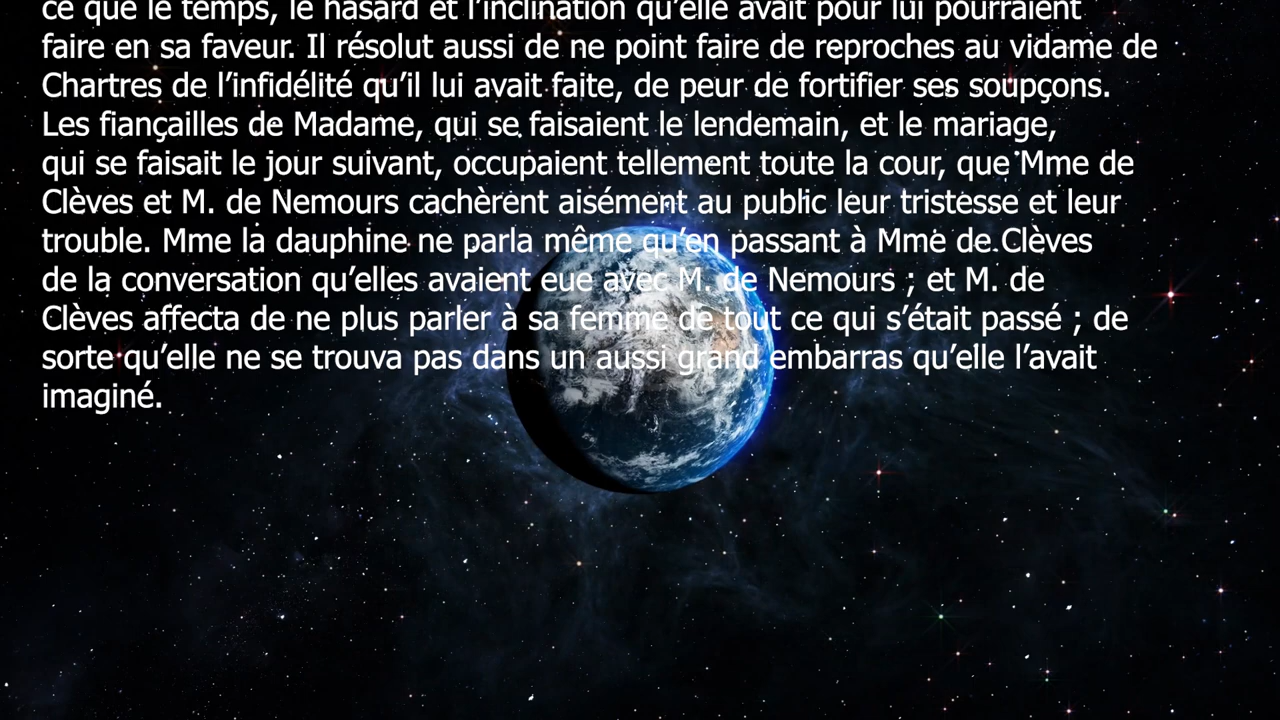 ce que le temps, le hasard et l’inclination qu’elle avait pour lui pourraient
faire en sa faveur. Il résolut aussi de ne point faire de reproches au vidame de
Chartres de l’infidélité qu’il lui avait faite, de peur de fortifier ses soupçons.
Les fiançailles de Madame, qui se faisaient le lendemain, et le mariage,
qui se faisait le jour suivant, occupaient tellement toute la cour, que Mme de
Clèves et M. de Nemours cachèrent aisément au public leur tristesse et leur
trouble. Mme la dauphine ne parla même qu’en passant à Mme de Clèves
de la conversation qu’elles avaient eue avec M. de Nemours ; et M. de
Clèves affecta de ne plus parler à sa femme de tout ce qui s’était passé ; de
sorte qu’elle ne se trouva pas dans un aussi grand embarras qu’elle l’avait
imaginé.